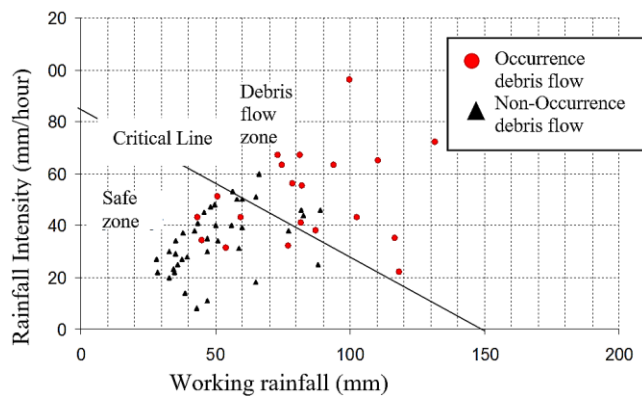 20
00
80
60
40
20
0
0
50
100
150
200
Rainfall Intensity (mm/hour)
Working rainfall (mm)
Critical Line
Safe
zone
Debris
flow
zone
Occurrence
debris flow
Non-Occurrence
debris flow